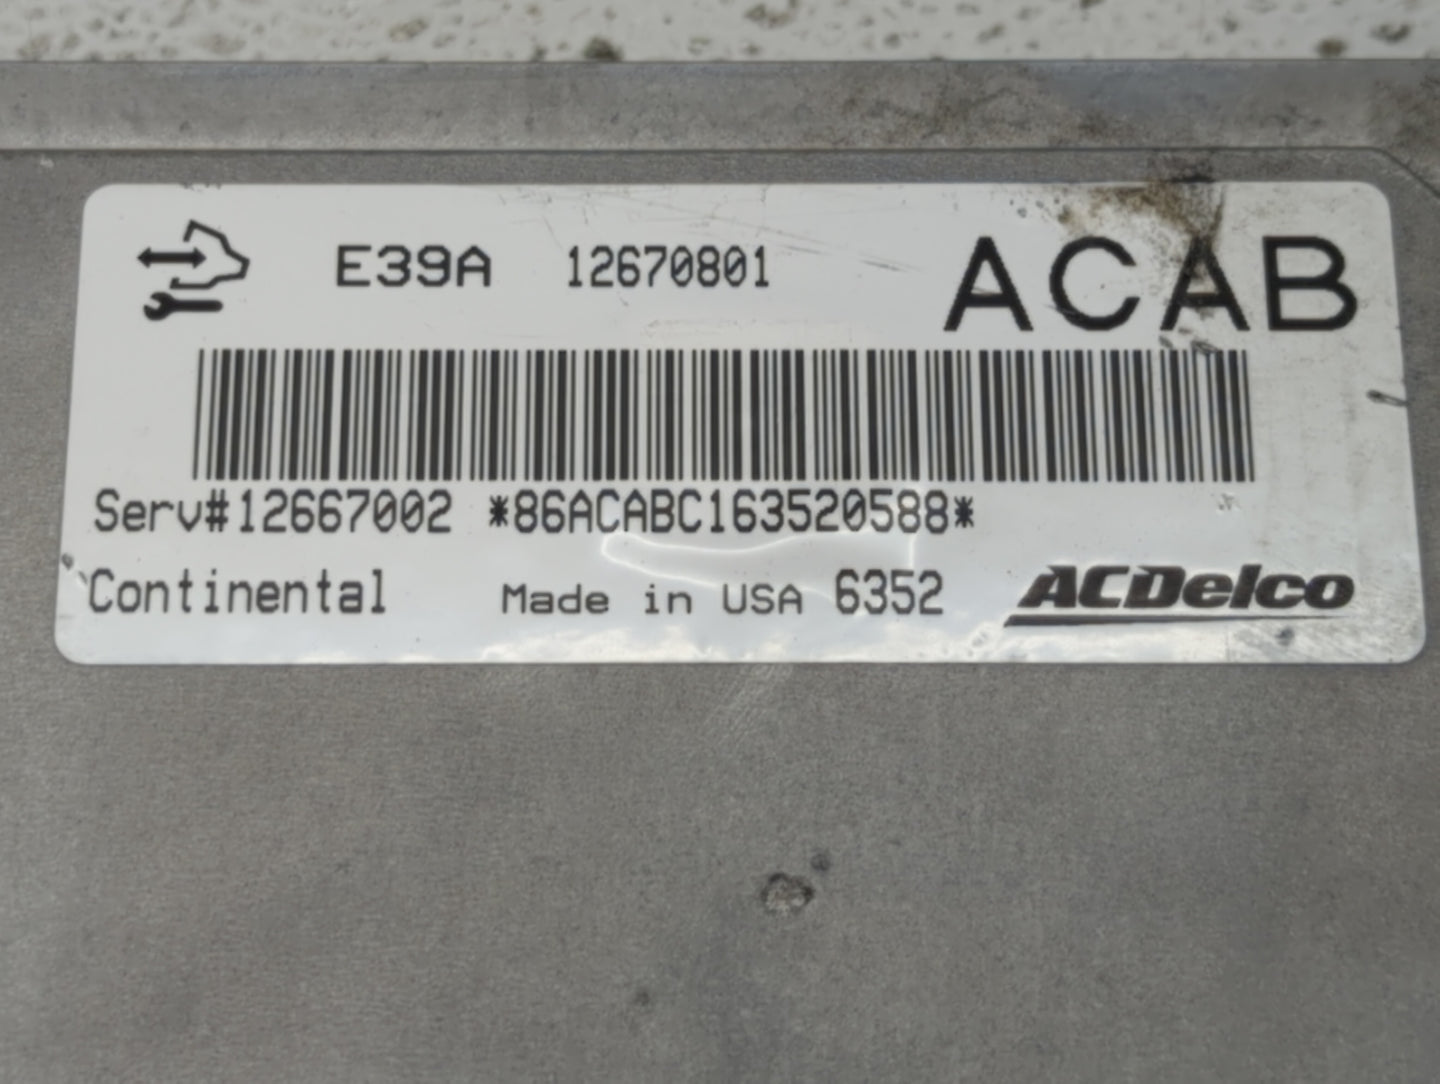 E39A 12670801 ACAB
Serv#12667002 *86ACABC163520588*
Continental Made in USA 6352 ACDelco